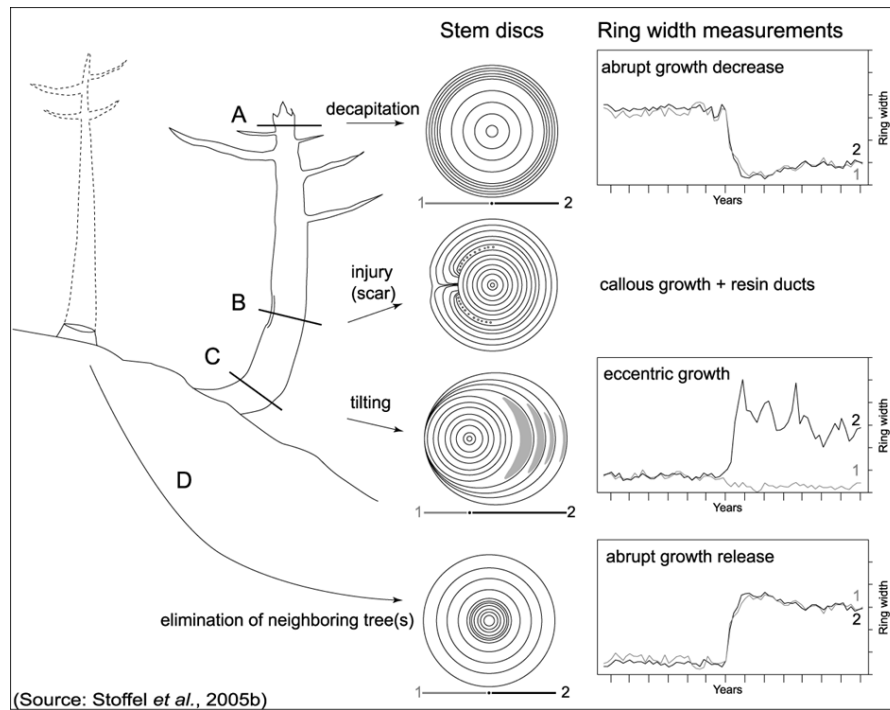 Stem discs
Ring width measurements
A
decapitation
abrupt growth decrease
2
1
Ring width
Years
1
2
B
injury
(scar)
callous growth + resin ducts
C
tilting
eccentric growth
2
1
Ring width
Years
1
2
D
elimination of neighboring tree(s)
abrupt growth release
1
2
Ring width
Years
1
2
(Source: Stoffel et al., 2005b)